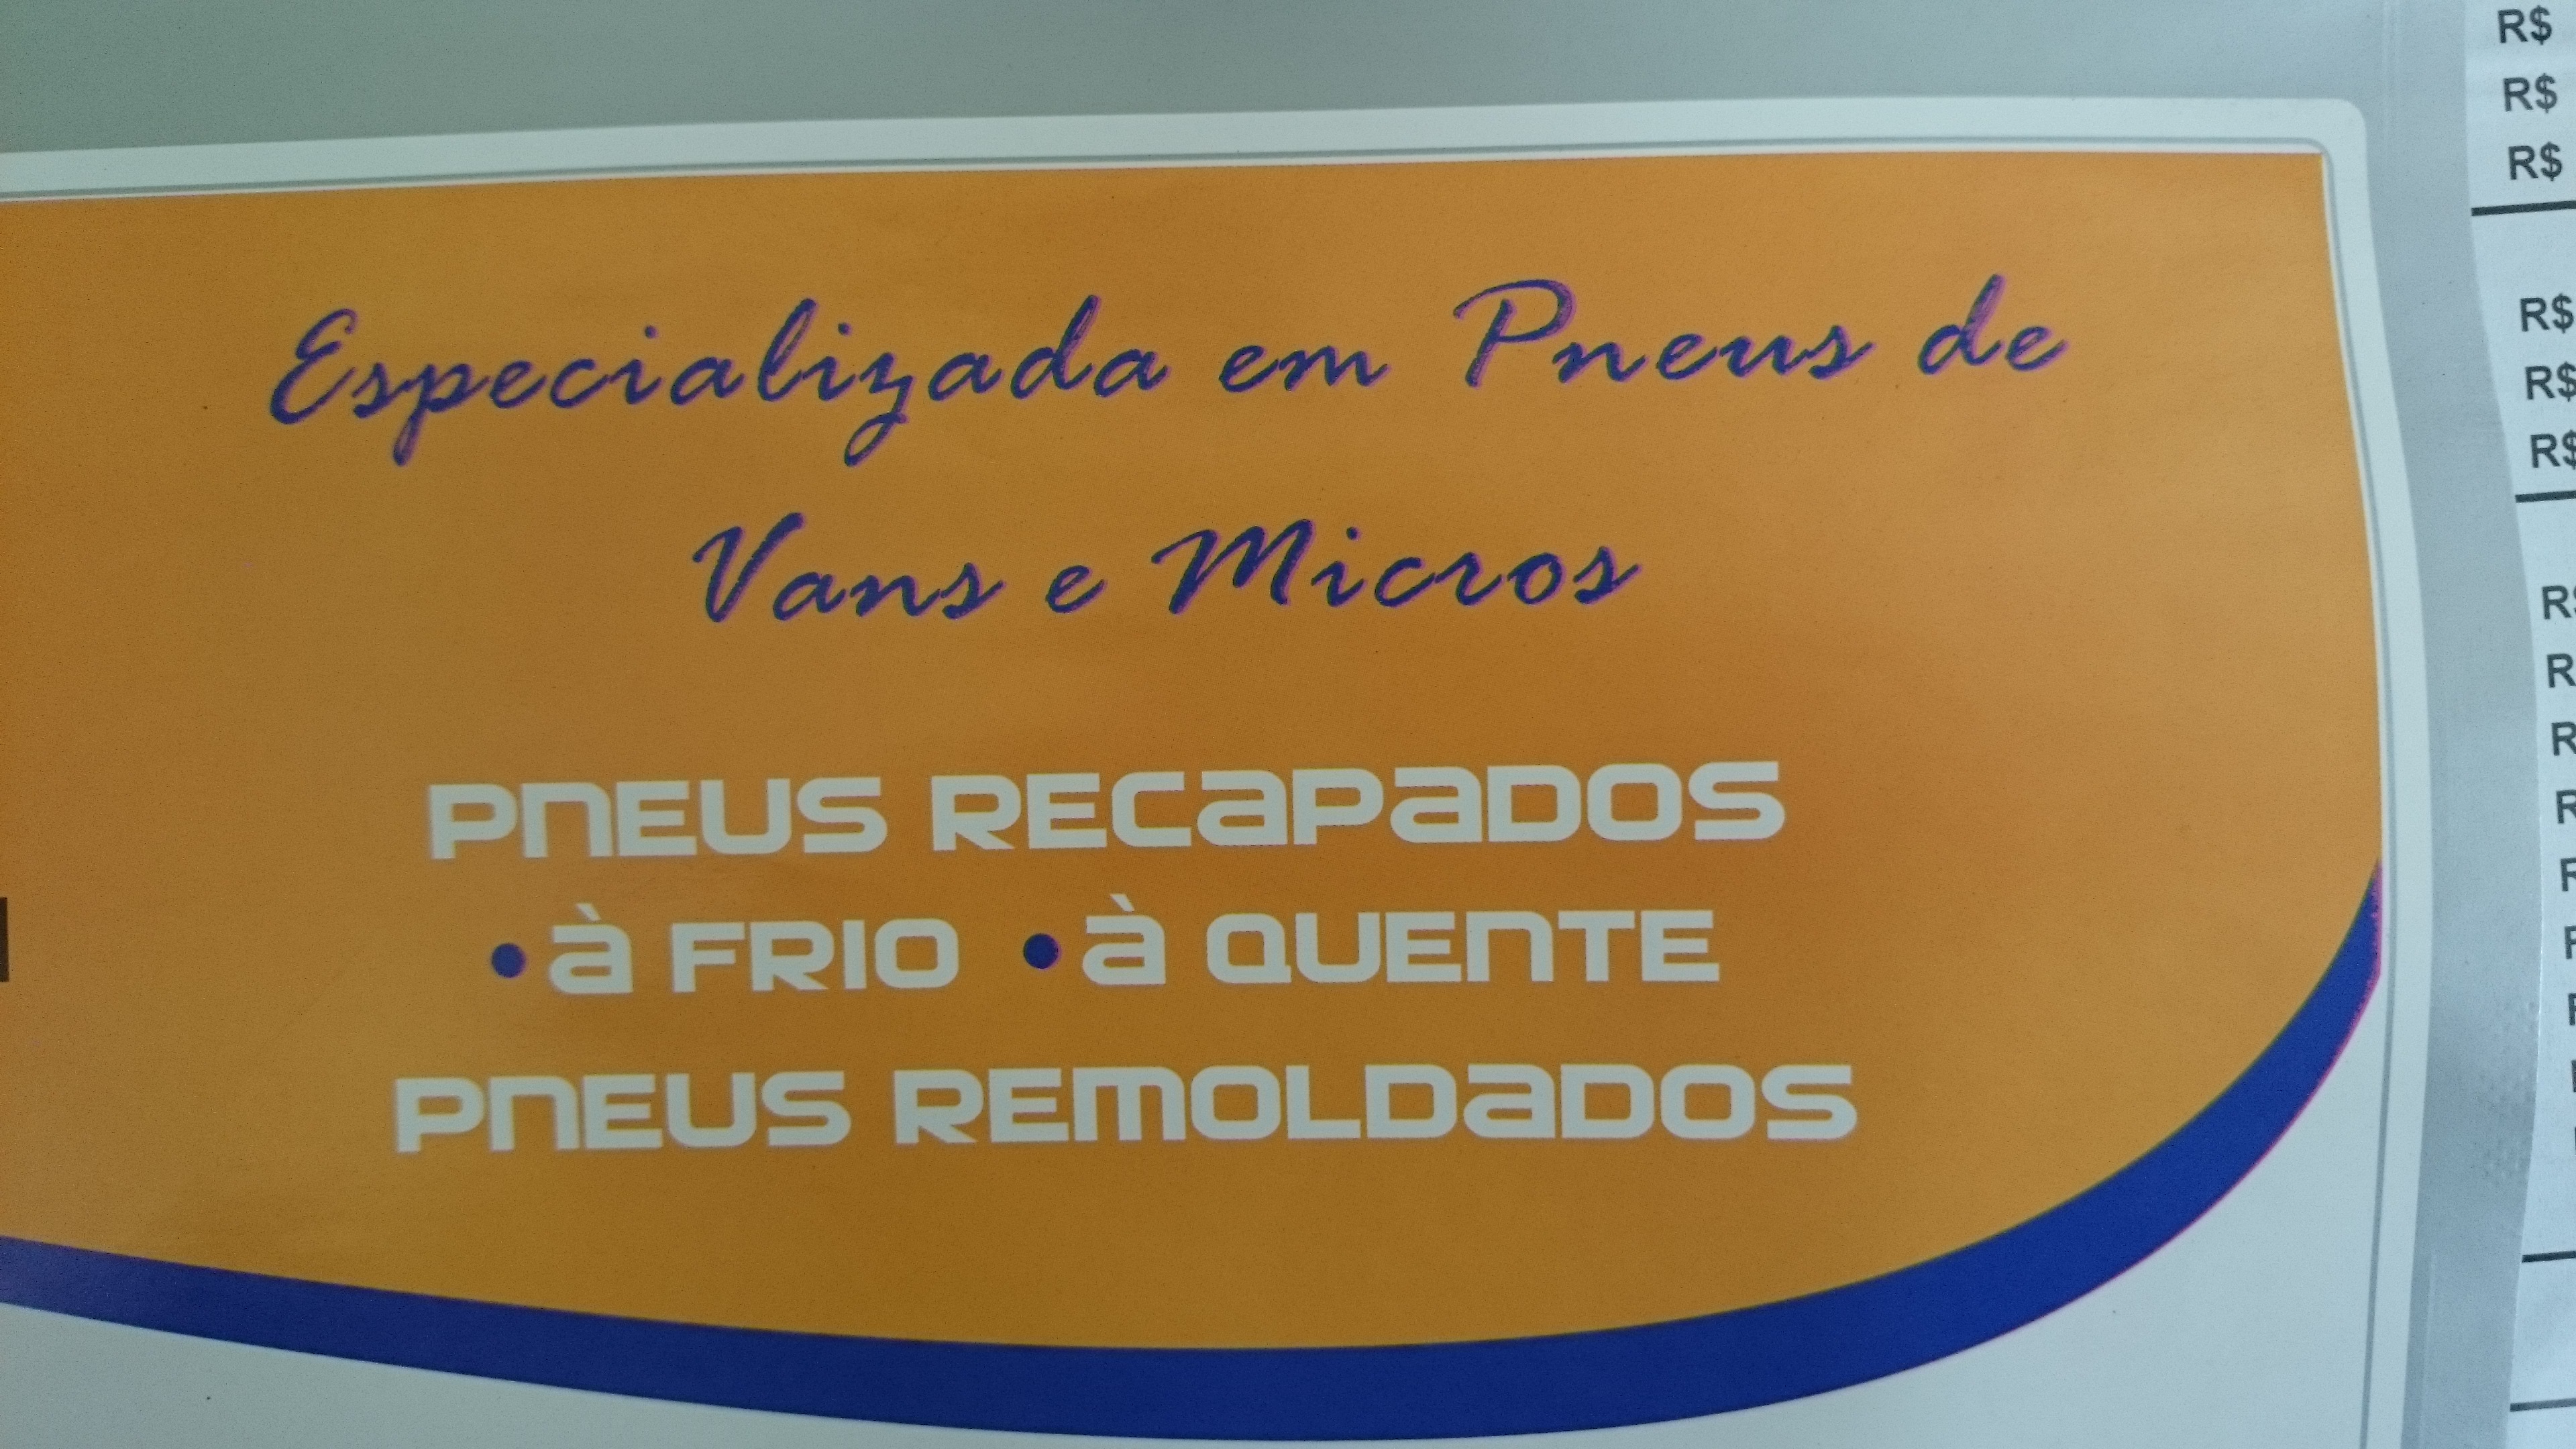 Especializada em Pneus de
Vans e Micros
PNEUS RECAPADOS
• à FRIO • à QUENTE
PNEUS REMOLDADOS
R$
R$
R$
R$
R$
R$